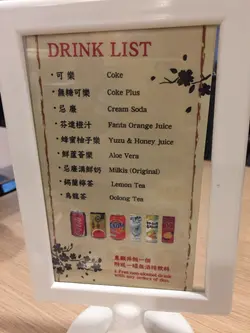 DRINK LIST
・可樂 Coke
・無糖可樂 Coke Plus
・忌廉 Cream Soda
・芬達橙汁 Fanta Orange Juice
・蜂蜜柚子樂 Yuzu & Honey juice
・鮮蘆薈樂 Aloe Vera
・忌廉溝鮮奶 Milkis (Original)
・錫蘭檸茶 Lemon Tea
・烏龍茶 Oolong Tea